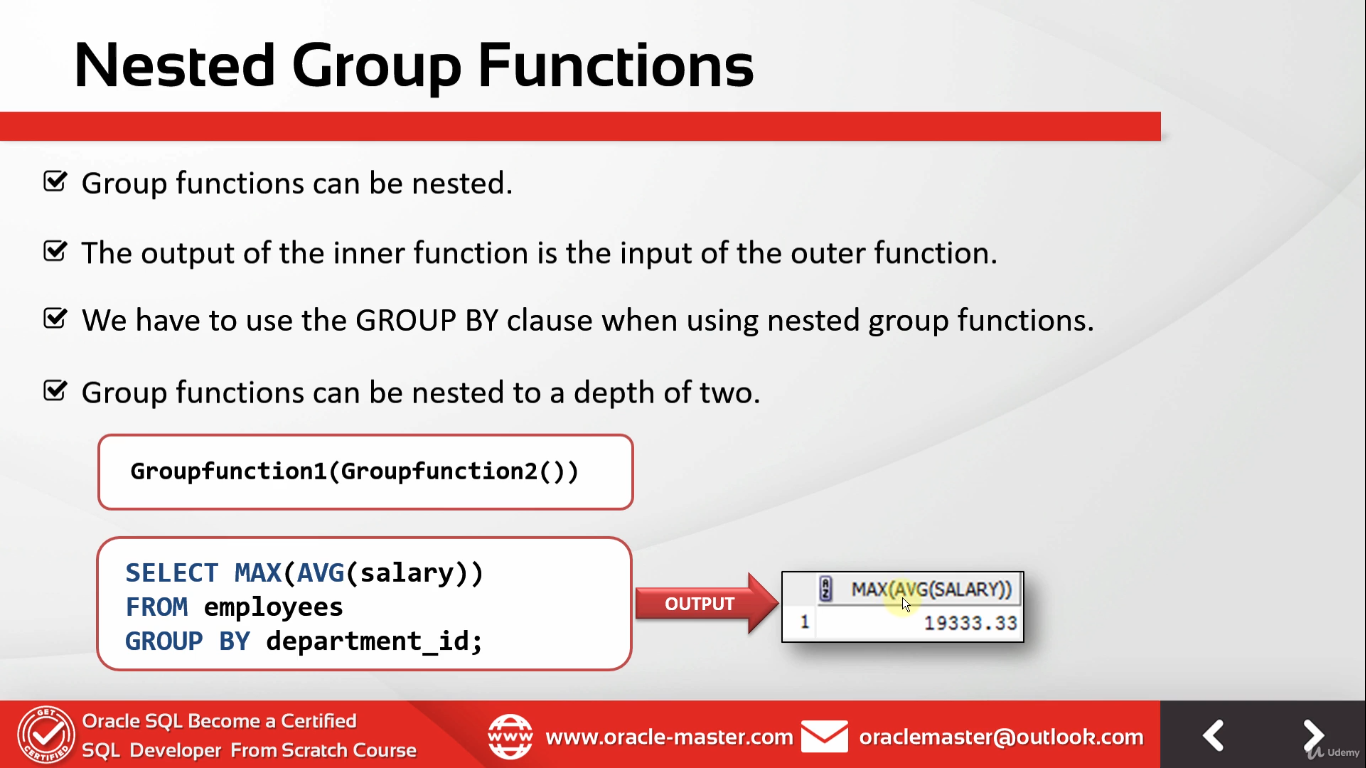 Nested Group Functions
Group functions can be nested.
The output of the inner function is the input of the outer function.
We have to use the GROUP BY clause when using nested group functions.
Group functions can be nested to a depth of two.
Groupfunction1(Groupfunction2())
SELECT MAX(AVG(salary))
FROM employees
GROUP BY department_id;
OUTPUT
A Z MAX(AVG(SALARY))
1 19333.33
GET CERTIFIED
Oracle SQL Become a Certified
SQL Developer From Scratch Course
www
www.oracle-master.com
oraclemaster@outlook.com
Udemy